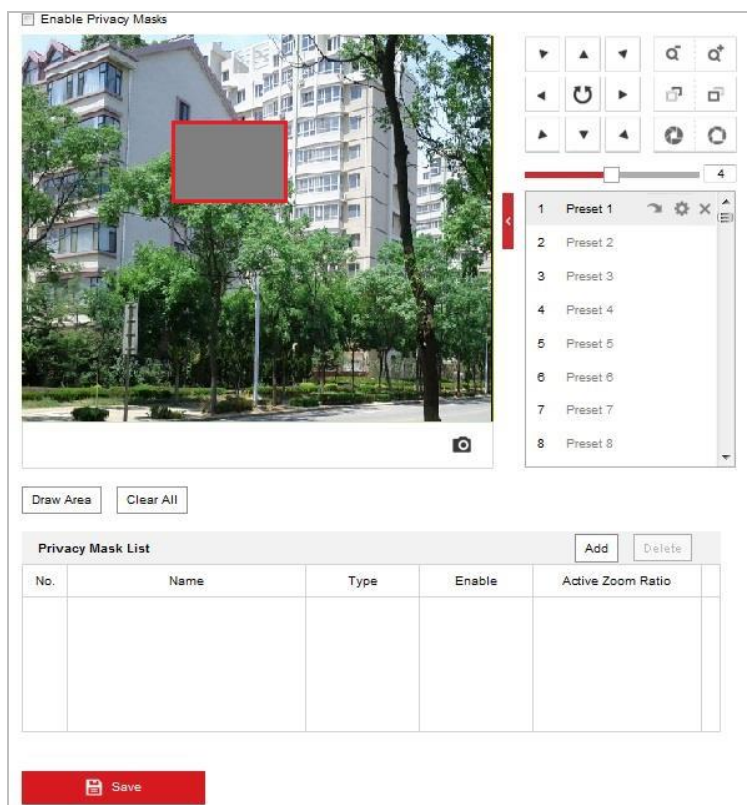 Enable Privacy Masks
4
1 Preset 1
2 Preset 2
3 Preset 3
4 Preset 4
5 Preset 5
6 Preset 6
7 Preset 7
8 Preset 8
Draw Area Clear All
Privacy Mask List Add Delete
No. Name Type Enable Active Zoom Ratio
Save